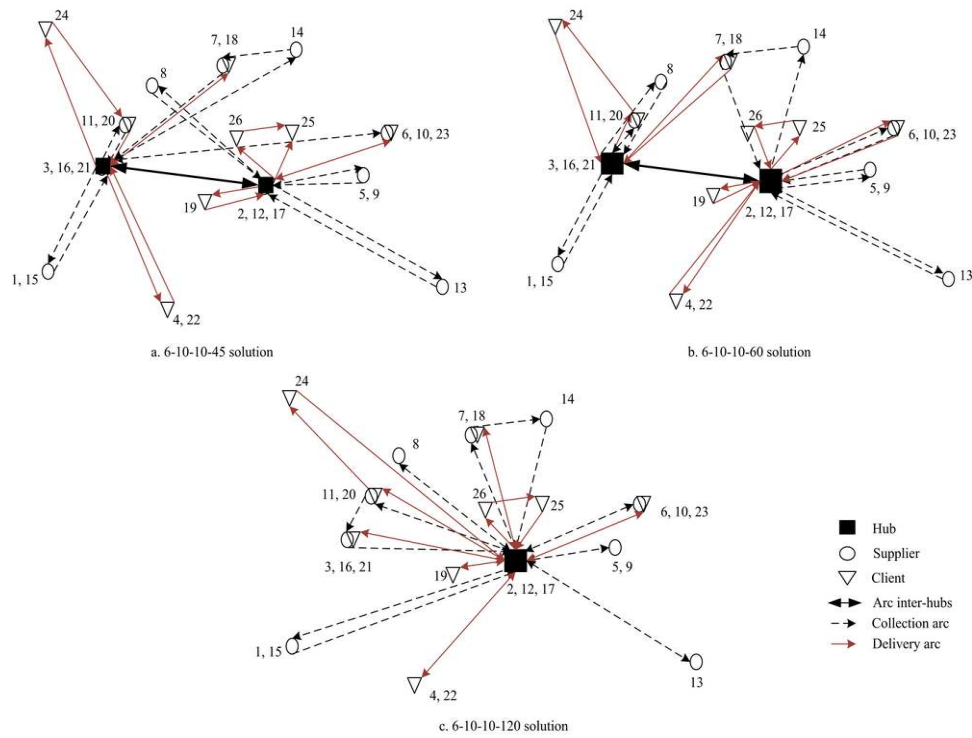 24
7, 18
14
8
11, 20
26
25
6, 10, 23
3, 16, 21
5, 9
19
2, 12, 17
1, 15
13
4, 22
a. 6-10-10-45 solution
24
7, 18
14
8
11, 20
26
25
6, 10, 23
3, 16, 21
5, 9
19
2, 12, 17
1, 15
13
4, 22
b. 6-10-10-60 solution
24
7, 18
14
8
11, 20
26
25
6, 10, 23
3, 16, 21
5, 9
19
2, 12, 17
1, 15
13
4, 22
c. 6-10-10-120 solution
Hub
Supplier
Client
Arc inter-hubs
Collection arc
Delivery arc